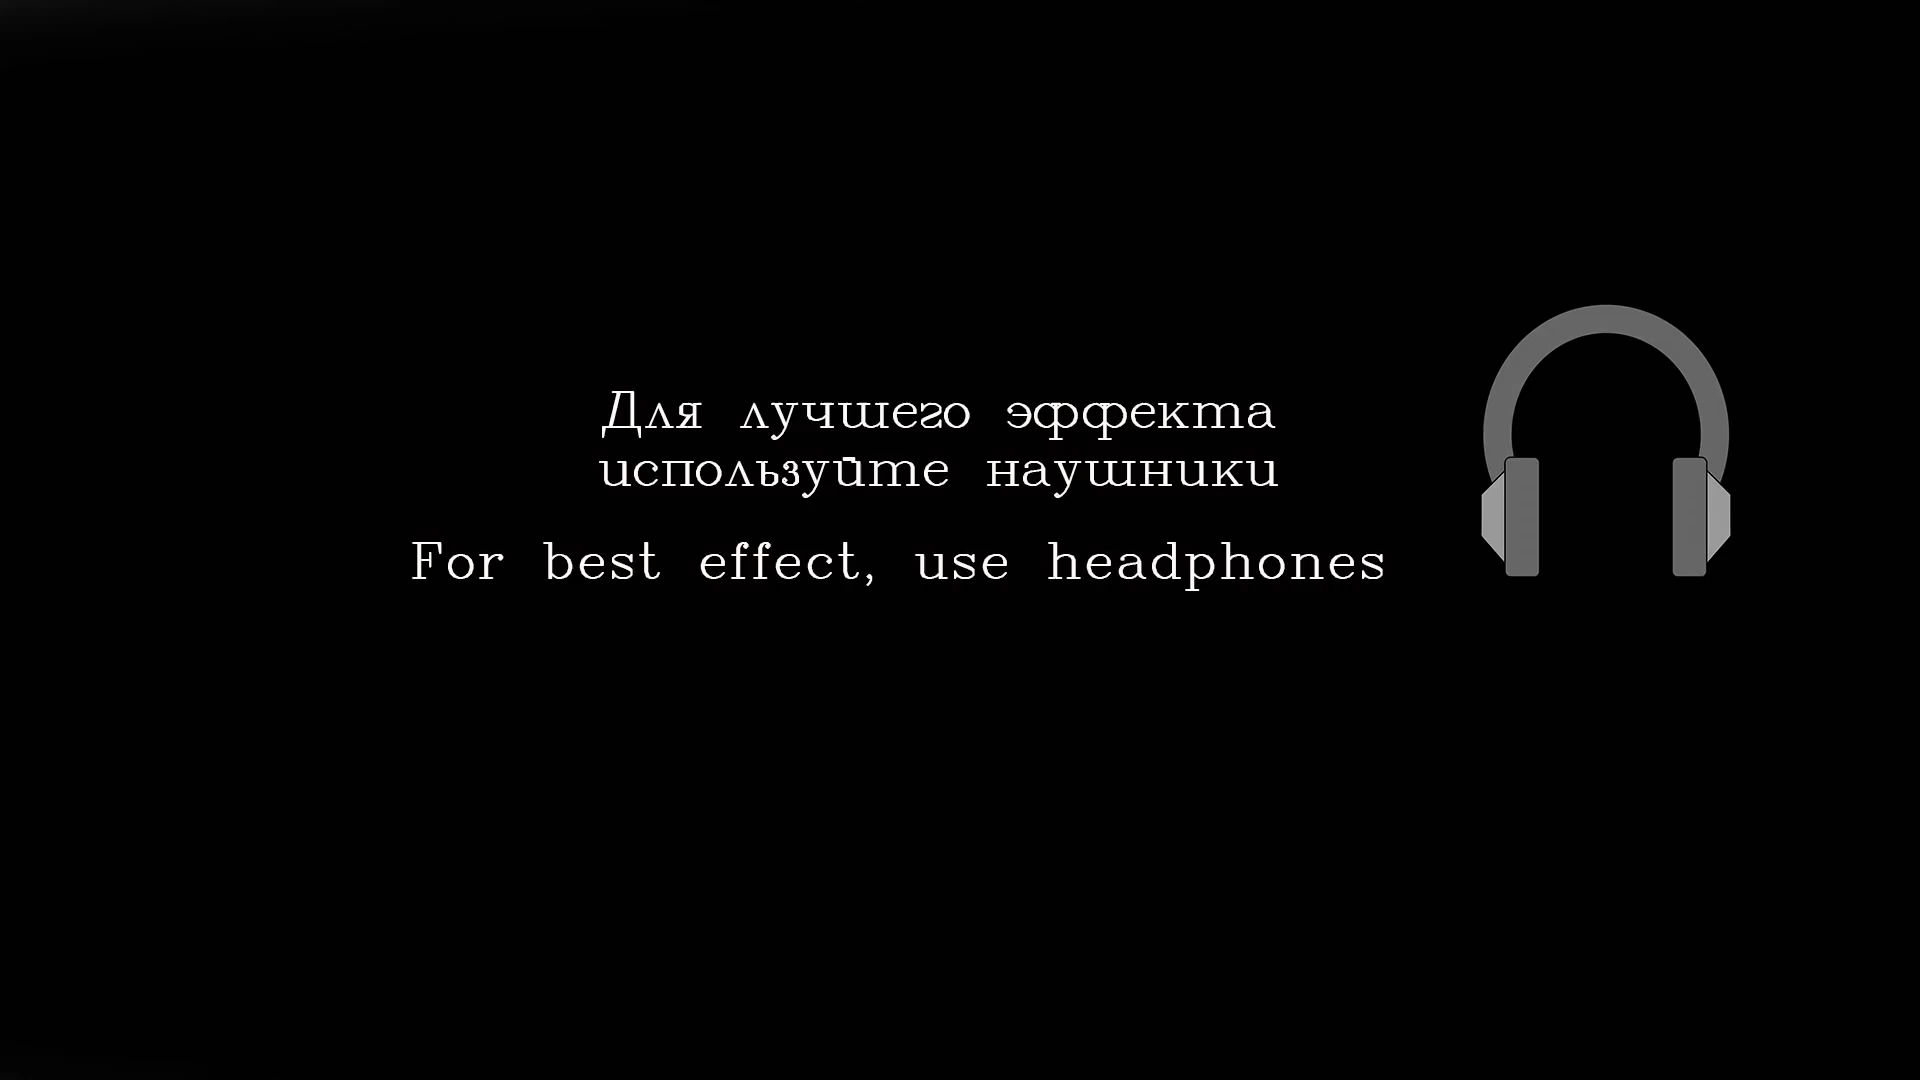 Для лучшего эффекта
используйте наушники
For best effect, use headphones